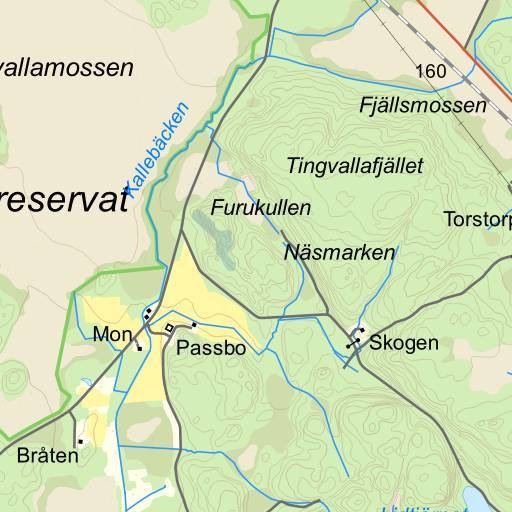 vallamossen
160
Fjällsmossen
Kallebäcken
Tingvallafjället
reservat
Furukullen
Torstorp
Näsmarken
Mon
Passbo
Skogen
Bråten